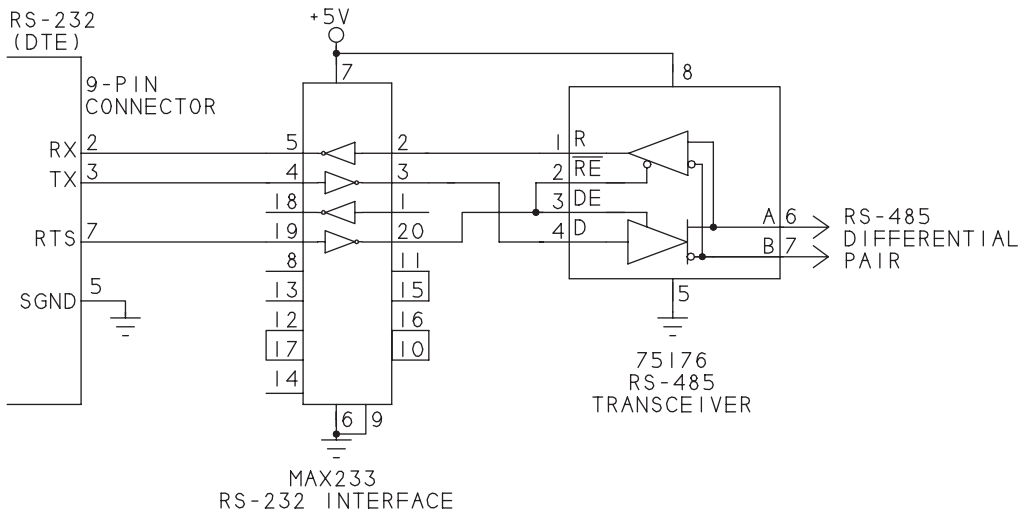 RS-232
(DTE)
+5V
7
8
9-PIN
CONNECTOR
RX 2
5
2
1
R
TX 3
4
3
2
RE
18
1
3
DE
RTS 7
19
20
4
D
A 6
B 7
RS-485
DIFFERENTIAL
PAIR
8
11
SGND 5
13
15
5
12
16
17
10
14
75176
RS-485
TRANSCEIVER
6
9
MAX233
RS-232 INTERFACE